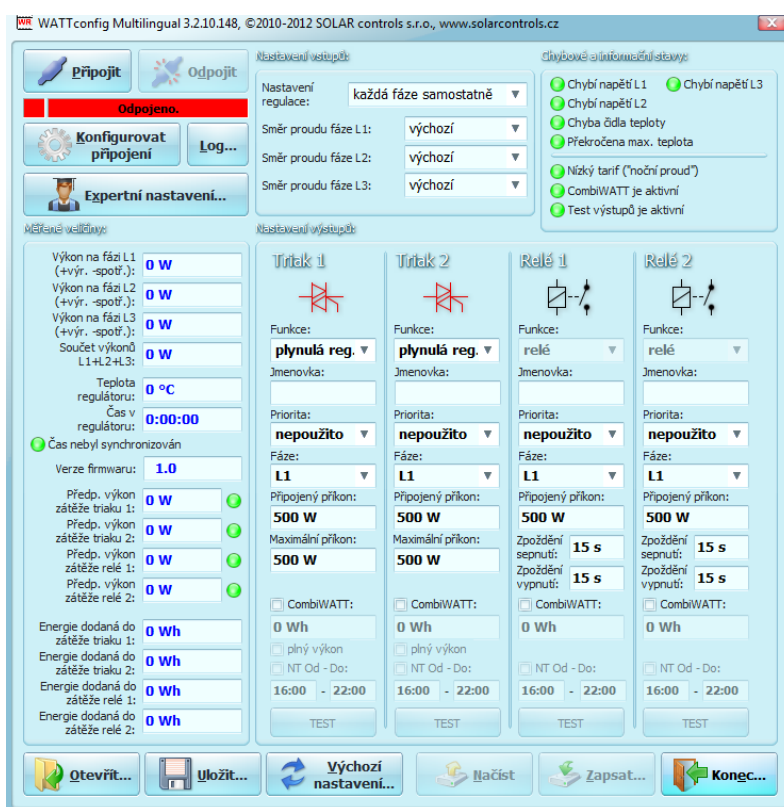 WATTconfig Multilingual 3.2.10.148, ©2010-2012 SOLAR controls s.r.o., www.solarcontrols.cz
Připojit
Odpojit
Odpojeno.
Konfigurovat
připojení
Log...
Expertní nastavení...
Nastavení vstupů:
Nastavení
regulace:
každá fáze samostatně
Směr proudu fáze L1:
výchozí
Směr proudu fáze L2:
výchozí
Směr proudu fáze L3:
výchozí
Chybové a informační stavy:
Chybí napětí L1
Chybí napětí L3
Chybí napětí L2
Chyba čidla teploty
Překročena max. teplota
Nízký tarif ("noční proud")
CombiWATT je aktivní
Test výstupů je aktivní
Měřené veličiny:
Výkon na fázi L1
(+výr. -spotř.):
0 W
Výkon na fázi L2
(+výr. -spotř.):
0 W
Výkon na fázi L3
(+výr. -spotř.):
0 W
Součet výkonů
L1+L2+L3:
0 W
Teplota
regulátoru:
0 °C
Čas v
regulátoru:
0:00:00
Čas nebyl synchronizován
Verze firmwaru:
1.0
Předp. výkon
zátěže triaku 1:
0 W
Předp. výkon
zátěže triaku 2:
0 W
Předp. výkon
zátěže relé 1:
0 W
Předp. výkon
zátěže relé 2:
0 W
Energie dodaná do
zátěže triaku 1:
0 Wh
Energie dodaná do
zátěže triaku 2:
0 Wh
Energie dodaná do
zátěže relé 1:
0 Wh
Energie dodaná do
zátěže relé 2:
0 Wh
Nastavení výstupů:
Triak 1
Funkce:
plynulá reg.
Jmenovka:
Priorita:
nepoužito
Fáze:
L1
Připojený příkon:
500 W
Maximální příkon:
500 W
CombiWATT:
0 Wh
plný výkon
NT Od - Do:
16:00 - 22:00
TEST
Triak 2
Funkce:
plynulá reg.
Jmenovka:
Priorita:
nepoužito
Fáze:
L1
Připojený příkon:
500 W
Maximální příkon:
500 W
CombiWATT:
0 Wh
plný výkon
NT Od - Do:
16:00 - 22:00
TEST
Relé 1
Funkce:
relé
Jmenovka:
Priorita:
nepoužito
Fáze:
L1
Připojený příkon:
500 W
Zpoždění
sepnutí:
15 s
Zpoždění
vypnutí:
15 s
CombiWATT:
0 Wh
NT Od - Do:
16:00 - 22:00
TEST
Relé 2
Funkce:
relé
Jmenovka:
Priorita:
nepoužito
Fáze:
L1
Připojený příkon:
500 W
Zpoždění
sepnutí:
15 s
Zpoždění
vypnutí:
15 s
CombiWATT:
0 Wh
NT Od - Do:
16:00 - 22:00
TEST
Otevřít...
Uložit...
Výchozí
nastavení...
Načíst
Zapsat...
Konec...